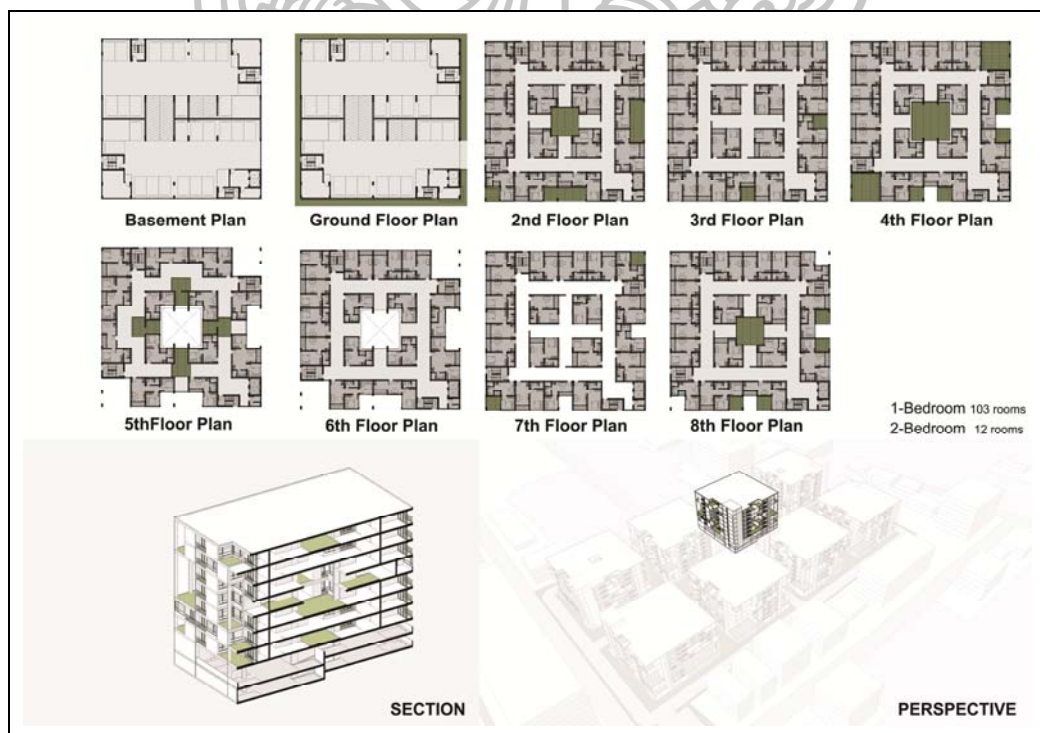 Basement Plan
Ground Floor Plan
2nd Floor Plan
3rd Floor Plan
4th Floor Plan
5thFloor Plan
6th Floor Plan
7th Floor Plan
8th Floor Plan
1-Bedroom 103 rooms
2-Bedroom 12 rooms
SECTION
PERSPECTIVE